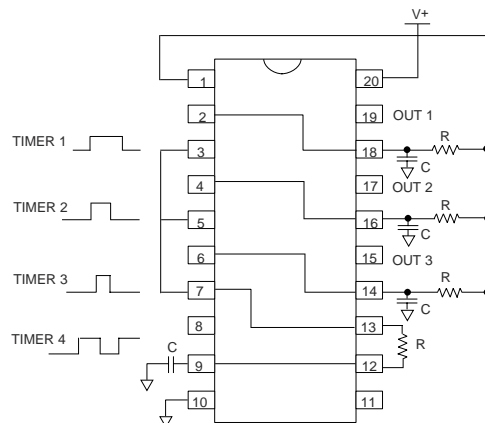 V+
1
20
2
19
OUT 1
TIMER 1
3
18
R
C
4
17
OUT 2
TIMER 2
5
16
R
C
6
15
OUT 3
TIMER 3
7
14
R
C
8
13
TIMER 4
C
9
12
R
10
11